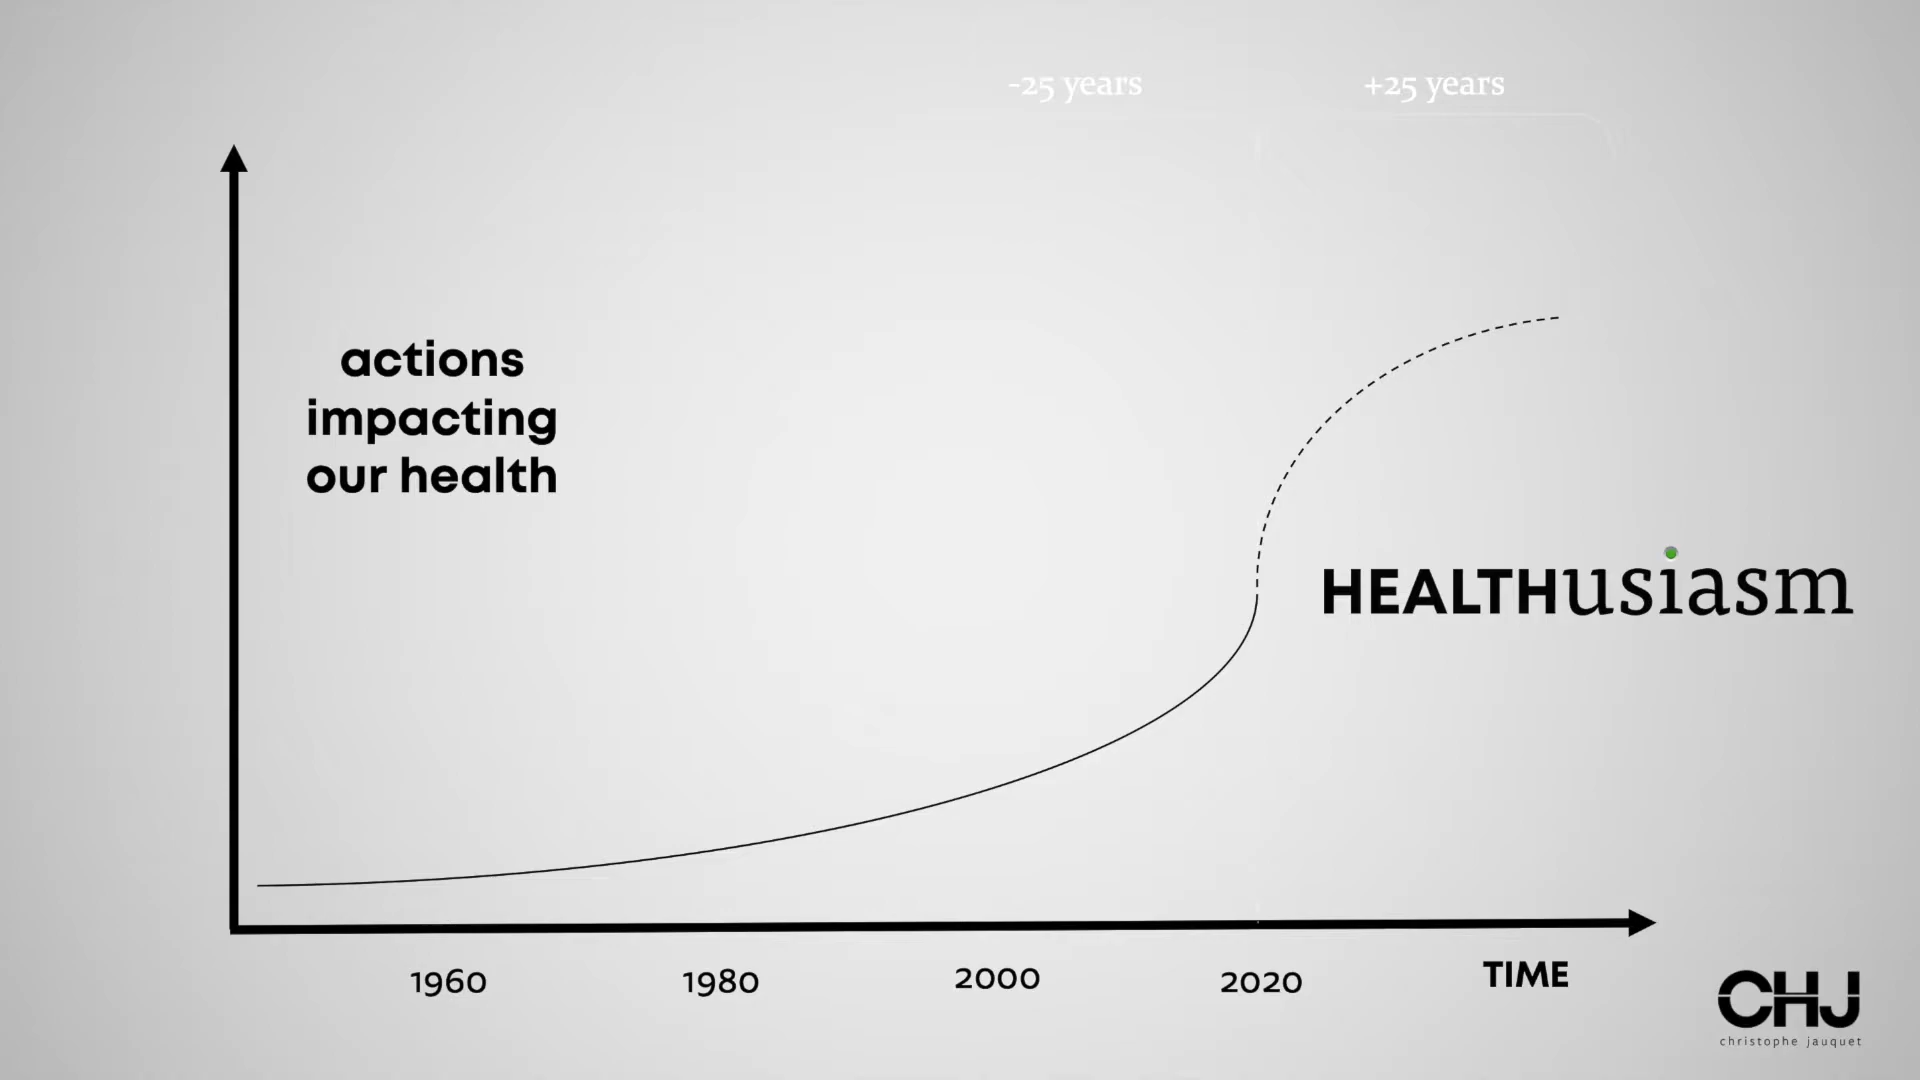 -25 years
+25 years
actions
impacting
our health
HEALTHusiasm
1960
1980
2000
2020
TIME
CHJ
christophe jauquet